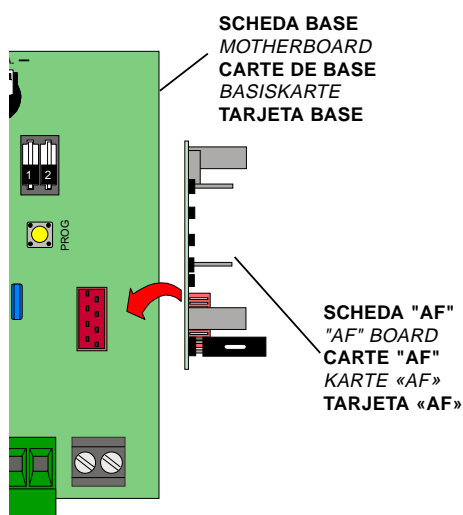 SCHEDA BASE
MOTHERBOARD
CARTE DE BASE
BASISKARTE
TARJETA BASE
1 2
PROG
SCHEDA "AF"
"AF" BOARD
CARTE "AF"
KARTE «AF»
TARJETA «AF»